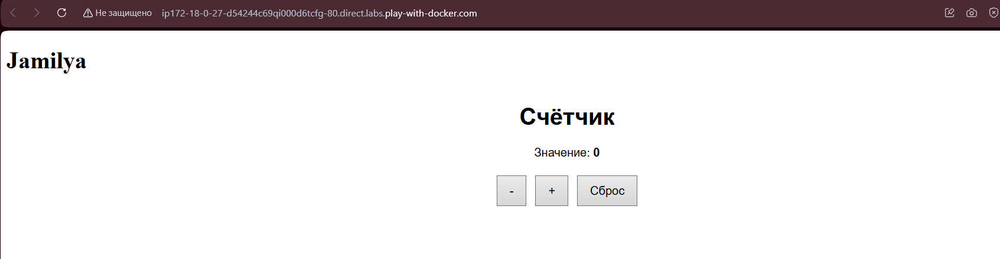 Не защищено ip172-18-0-27-d54244c69qi000d6tcfg-80.direct.labs.play-with-docker.com
Jamilya
Счётчик
Значение: 0
- + Сброс